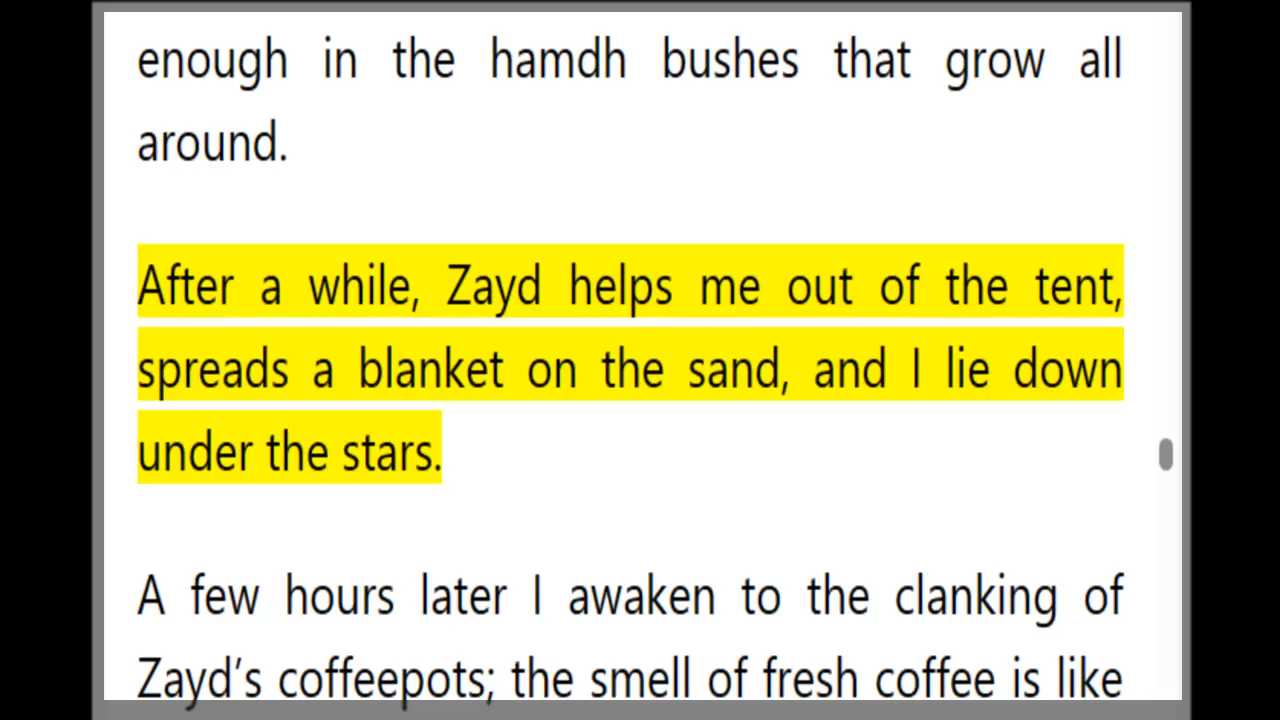 enough in the hamdh bushes that grow all
around.
After a while, Zayd helps me out of the tent,
spreads a blanket on the sand, and I lie down
under the stars.
A few hours later I awaken to the clanking of
Zayd’s coffeepots; the smell of fresh coffee is like